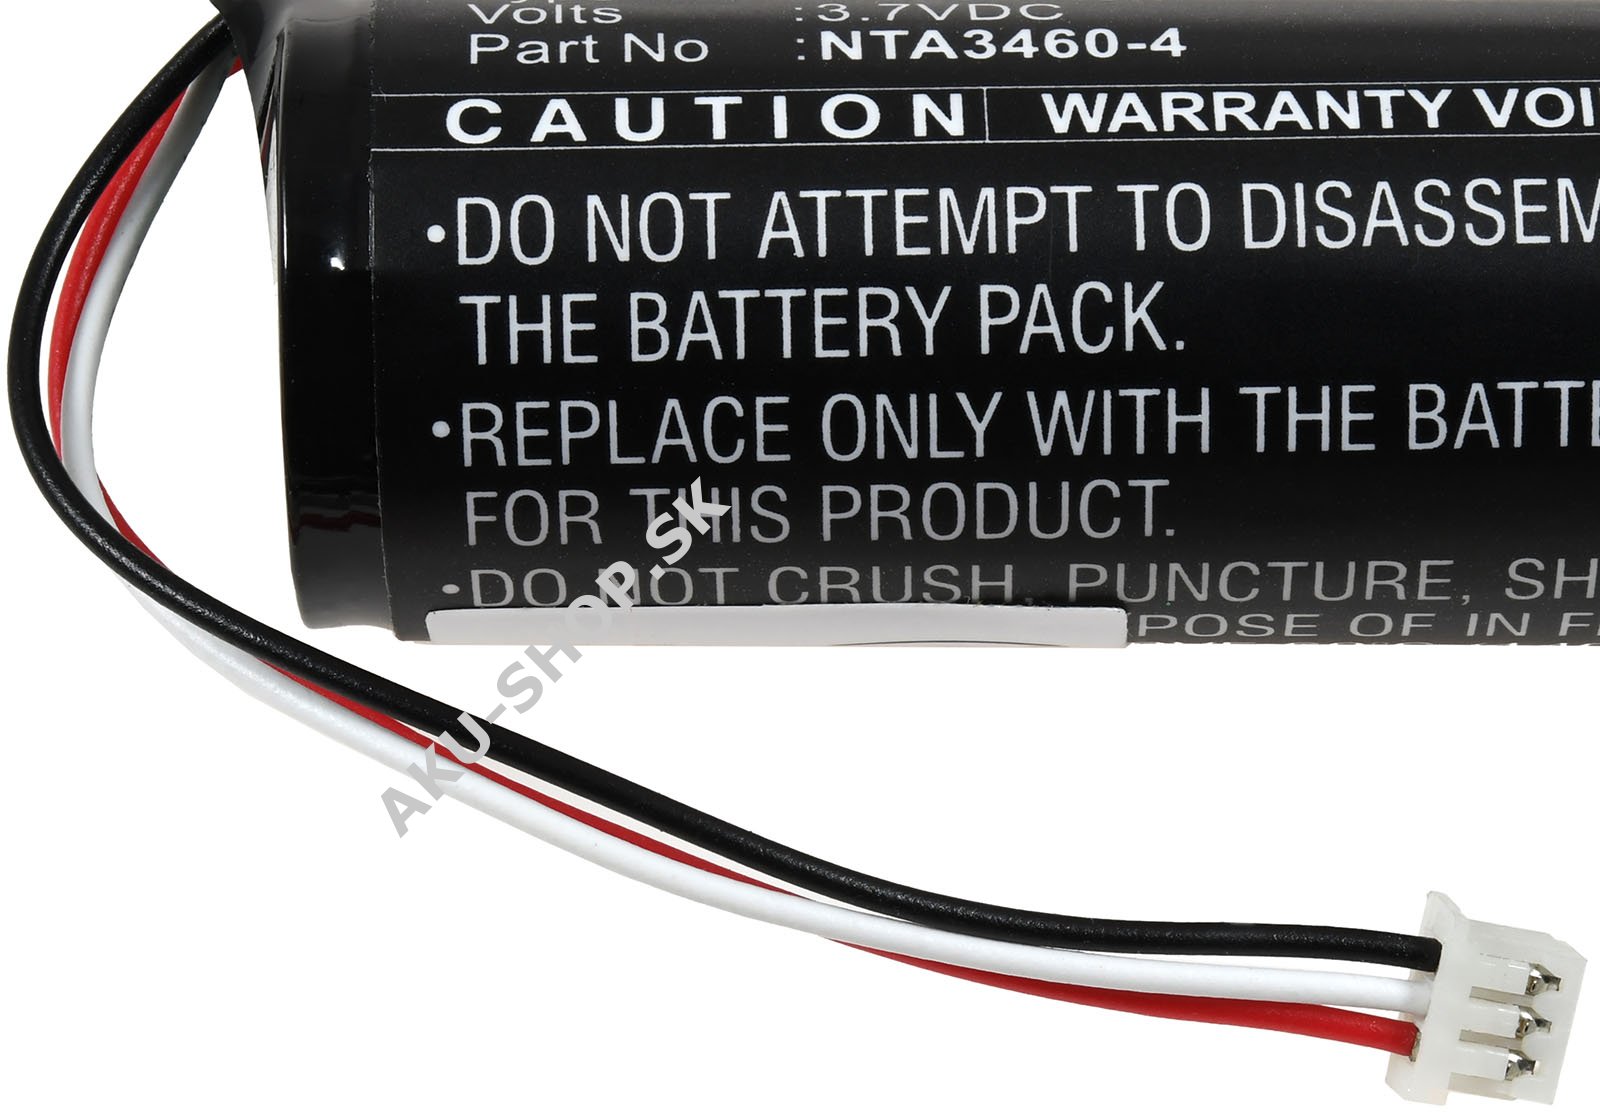 Volts : 3.7VDC
Part No : NTA3460-4
CAUTION WARRANTY VOI
• DO NOT ATTEMPT TO DISASSEM
THE BATTERY PACK.
• REPLACE ONLY WITH THE BATTE
FOR THIS PRODUCT.
• DO NOT CRUSH, PUNCTURE, SH
POSE OF IN F
AKU-SHOP.SK